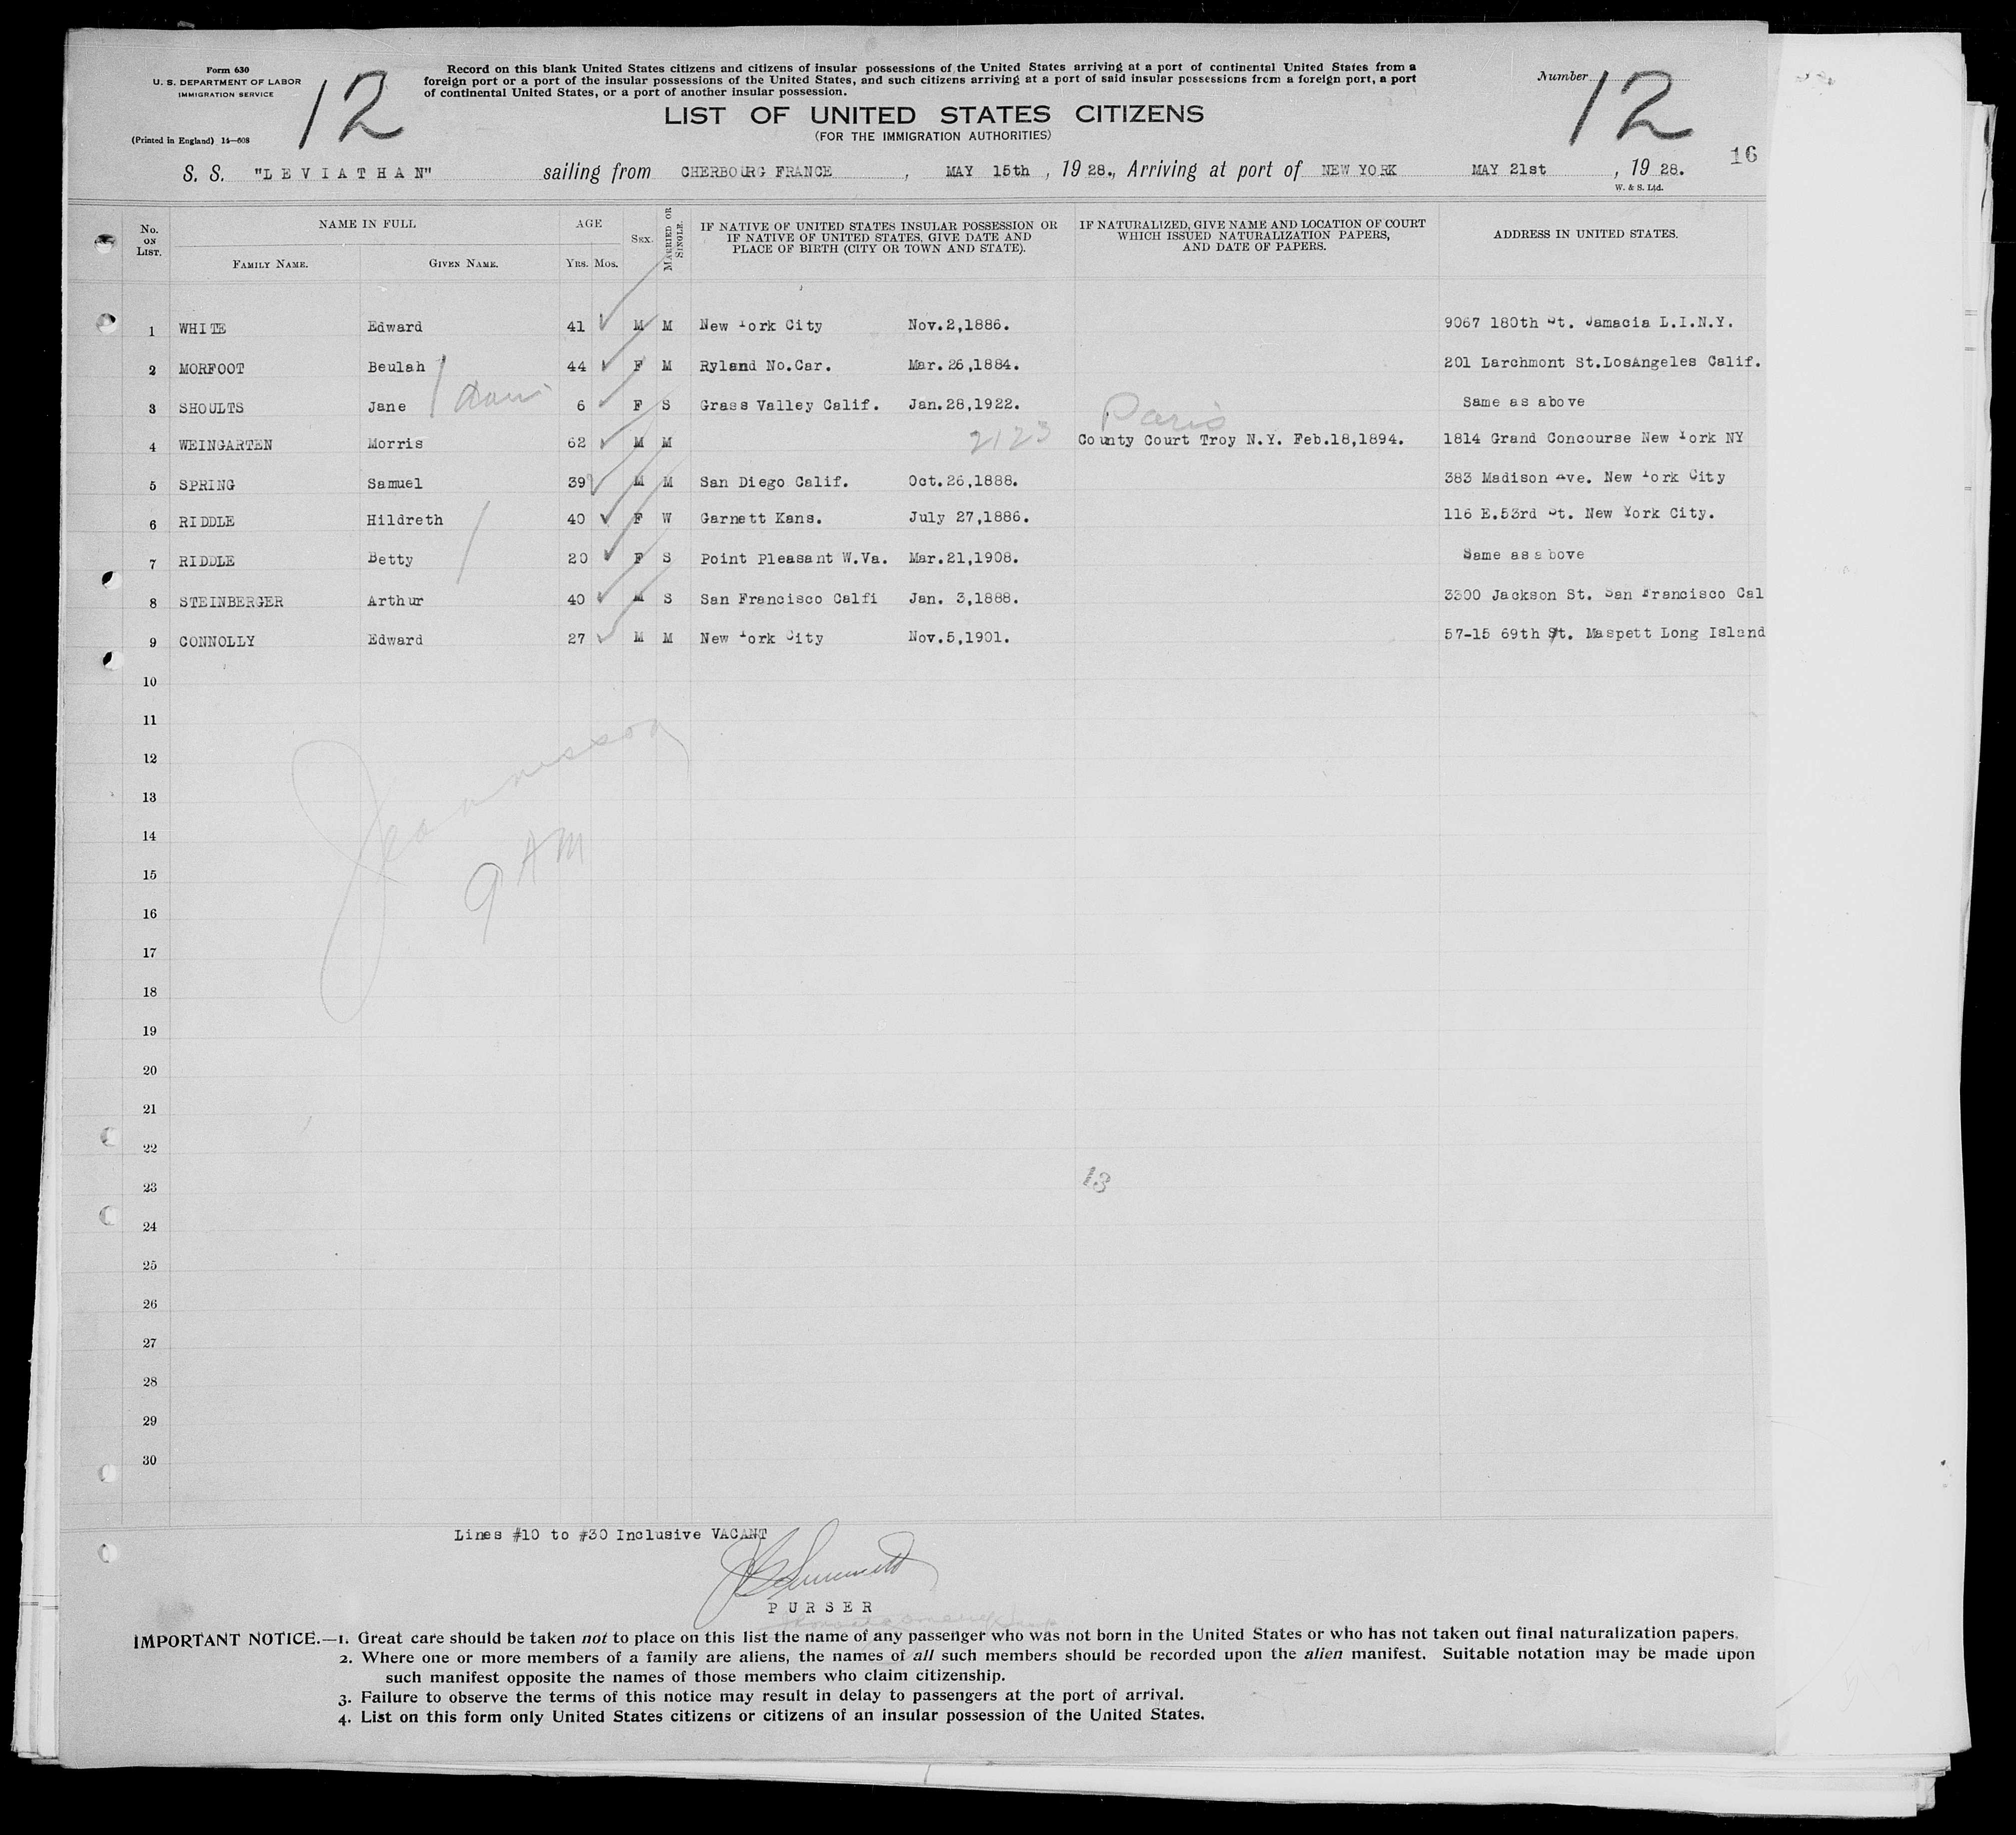 Form 630
U. S. DEPARTMENT OF LABOR
IMMIGRATION SERVICE
(Printed in England) 14—608
12
Record on this blank United States citizens and citizens of insular possessions of the United States arriving at a port of continental United States from a
foreign port or a port of the insular possessions of the United States, and such citizens arriving at a port of said insular possessions from a foreign port, a port
of continental United States, or a port of another insular possession.
LIST OF UNITED STATES CITIZENS
(FOR THE IMMIGRATION AUTHORITIES)
Number 12
16
S. S. "LEVIATHAN" sailing from CHERBOURG FRANCE , MAY 15th , 19 28., Arriving at port of NEW YORK MAY 21st , 19 28.
W. & S. Ltd.
No. ON LIST. NAME IN FULL AGE SEX. MARRIED OR SINGLE. IF NATIVE OF UNITED STATES INSULAR POSSESSION OR IF NATIVE OF UNITED STATES, GIVE DATE AND PLACE OF BIRTH (CITY OR TOWN AND STATE). IF NATURALIZED, GIVE NAME AND LOCATION OF COURT WHICH ISSUED NATURALIZATION PAPERS, AND DATE OF PAPERS. ADDRESS IN UNITED STATES.
FAMILY NAME. GIVEN NAME. YRS. MOS.
1 WHITE Edward 41 M M New York City Nov.2,1886. 9067 180th St. Jamacia L.I.N.Y.
2 MORFOOT Beulah 44 F M Ryland No.Car. Mar.26,1884. 201 Larchmont St.LosAngeles Calif.
3 SHOULTS Jane 6 F S Grass Valley Calif. Jan.28,1922. Same as above
Paris
2123
4 WEINGARTEN Morris 62 M M County Court Troy N.Y. Feb.18,1894. 1814 Grand Concourse New York NY
5 SPRING Samuel 39 M M San Diego Calif. Oct.26,1888. 383 Madison Ave. New York City
6 RIDDLE Hildreth 40 F W Garnett Kans. July 27,1886. 116 E.53rd St. New York City.
7 RIDDLE Betty 20 F S Point Pleasant W.Va. Mar.21,1908. Same as above
8 STEINBERGER Arthur 40 M S San Francisco Calfi Jan. 3,1888. 3300 Jackson St. San Francisco Cal
9 CONNOLLY Edward 27 M M New York City Nov.5,1901. 57-15 69th St. Maspett Long Island
10
11
12
13
14
9 AM
15
16
17
18
19
20
21
22
23
13
24
25
26
27
28
29
30
Lines #10 to #30 Inclusive VACANT
PURSER
IMPORTANT NOTICE.—1. Great care should be taken not to place on this list the name of any passenger who was not born in the United States or who has not taken out final naturalization papers.
2. Where one or more members of a family are aliens, the names of all such members should be recorded upon the alien manifest. Suitable notation may be made upon
such manifest opposite the names of those members who claim citizenship.
3. Failure to observe the terms of this notice may result in delay to passengers at the port of arrival.
4. List on this form only United States citizens or citizens of an insular possession of the United States.